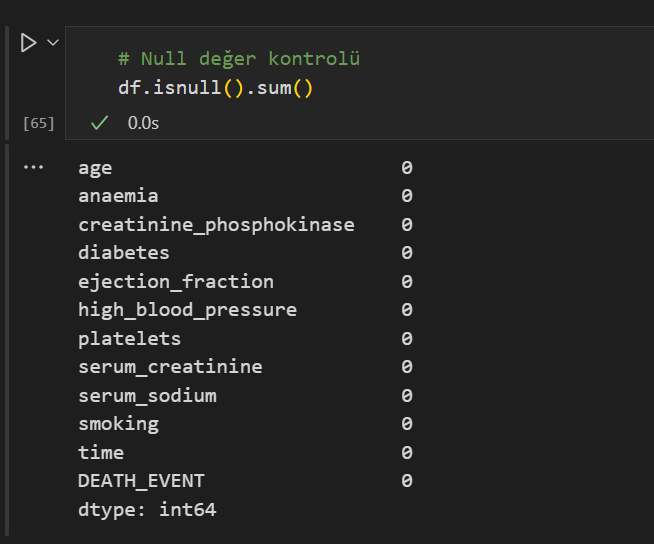 # Null değer kontrolü
df.isnull().sum()
[65] 0.0s
age 0
anaemia 0
creatinine_phosphokinase 0
diabetes 0
ejection_fraction 0
high_blood_pressure 0
platelets 0
serum_creatinine 0
serum_sodium 0
smoking 0
time 0
DEATH_EVENT 0
dtype: int64